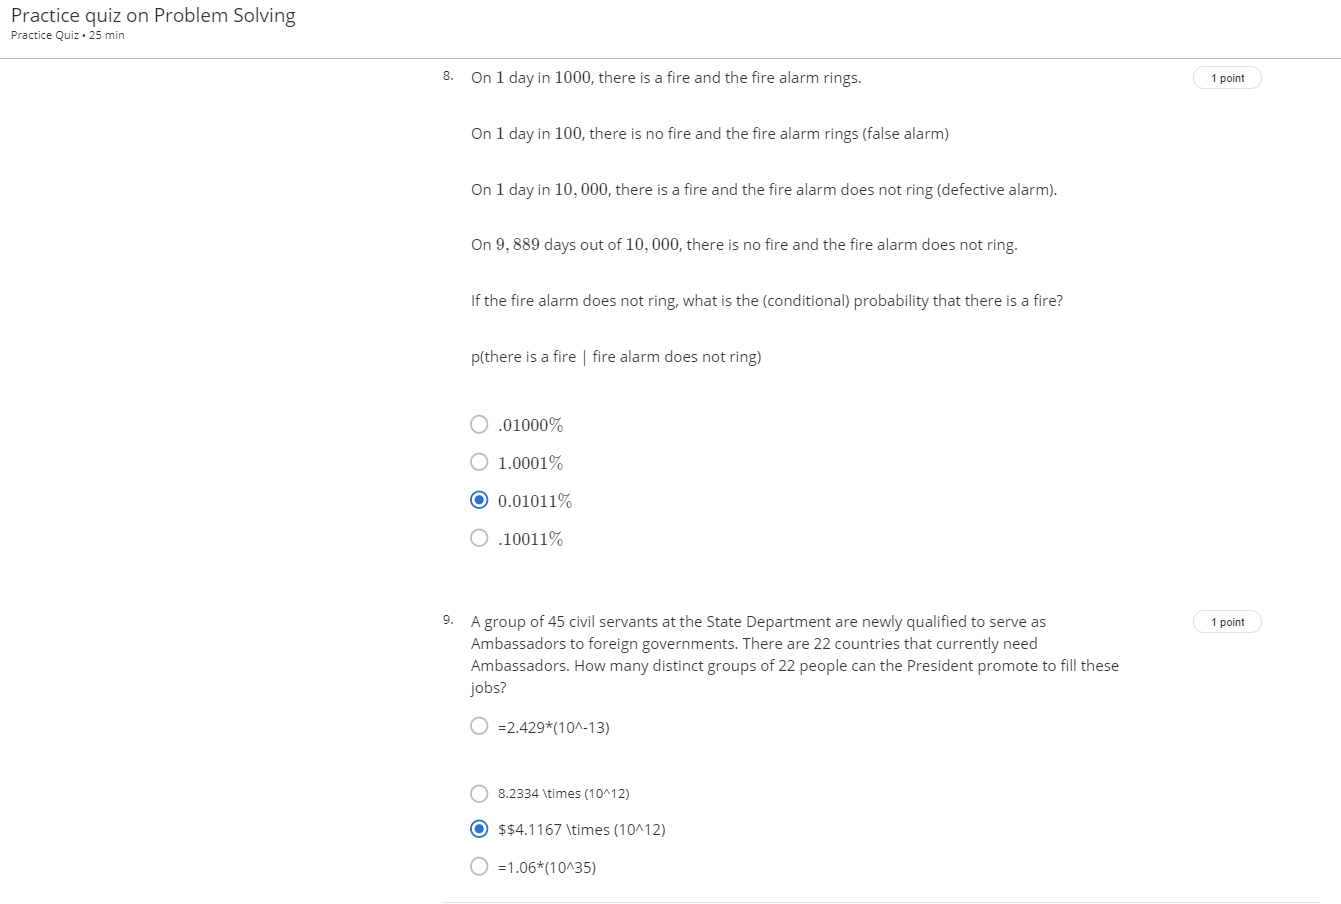 Practice quiz on Problem Solving
Practice Quiz • 25 min
8. On 1 day in 1000, there is a fire and the fire alarm rings.
1 point
On 1 day in 100, there is no fire and the fire alarm rings (false alarm)
On 1 day in 10, 000, there is a fire and the fire alarm does not ring (defective alarm).
On 9, 889 days out of 10, 000, there is no fire and the fire alarm does not ring.
If the fire alarm does not ring, what is the (conditional) probability that there is a fire?
p(there is a fire | fire alarm does not ring)
.01000%
1.0001%
0.01011%
.10011%
9. A group of 45 civil servants at the State Department are newly qualified to serve as
1 point
Ambassadors to foreign governments. There are 22 countries that currently need
Ambassadors. How many distinct groups of 22 people can the President promote to fill these
jobs?
=2.429*(10^-13)
8.2334 \times (10^12)
$$4.1167 \times (10^12)
=1.06*(10^35)